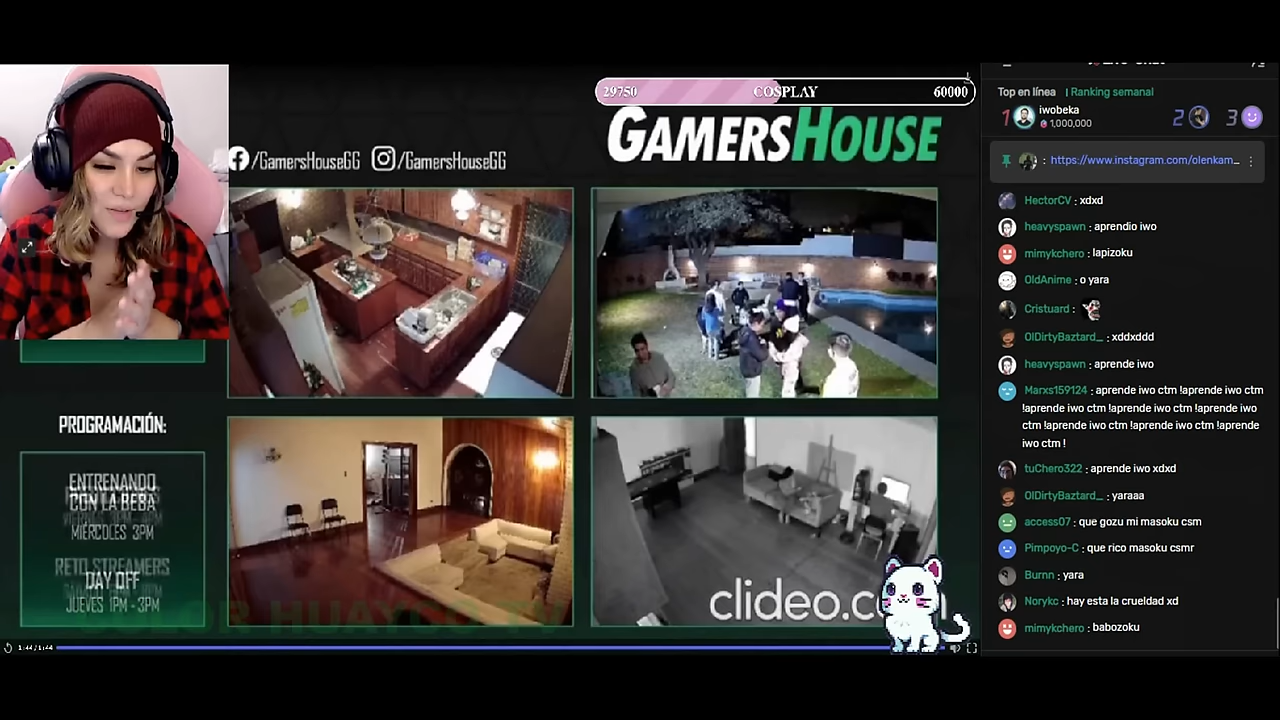 29750 COSPLAY 60000
/GamersHouseGG /GamersHouseGG
GAMERSHOUSE
PROGRAMACIÓN:
ENTRENANDO
CON LA BEBA
MIÉRCOLES 3PM
RETO STREAMERS
DAY OFF
JUEVES 1PM - 3PM
clideo.c
1:44 / 1:44
Top en línea | Ranking semanal
1 iwobeka 1,000,000 2 3
: https://www.instagram.com/olenkam...
HectorCV : xdxd
heavyspawn : aprendio iwo
mimykchero : lapizoku
OldAnime : o yara
Cristuard :
OlDirtyBaztard_ : xddxddd
heavyspawn : aprende iwo
Marxs159124 : aprende iwo ctm !aprende iwo ctm
!aprende iwo ctm !aprende iwo ctm !aprende iwo
ctm !aprende iwo ctm !aprende iwo ctm !aprende
iwo ctm !
tuChero322 : aprende iwo xdxd
OlDirtyBaztard_ : yaraaa
access07 : que gozu mi masoku csm
Pimpoyo-C : que rico masoku csmr
Burnn : yara
Norykc : hay esta la crueldad xd
mimykchero : babozoku